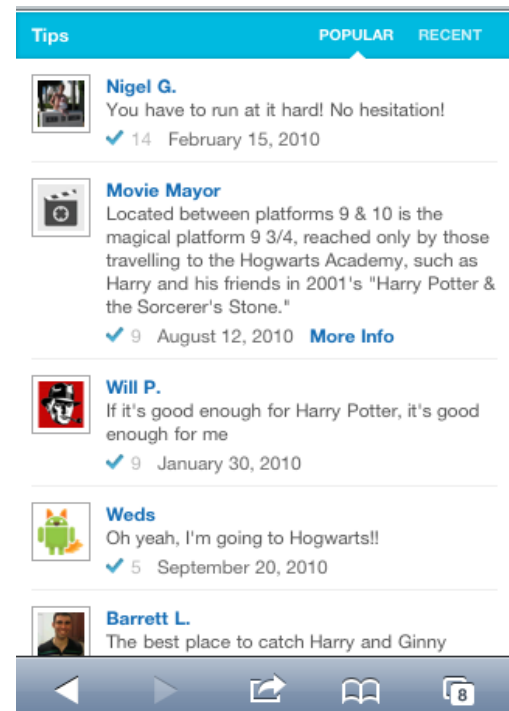 Tips POPULAR RECENT
Nigel G.
You have to run at it hard! No hesitation!
14 February 15, 2010
Movie Mayor
Located between platforms 9 & 10 is the
magical platform 9 3/4, reached only by those
travelling to the Hogwarts Academy, such as
Harry and his friends in 2001's "Harry Potter &
the Sorcerer's Stone."
9 August 12, 2010 More Info
Will P.
If it's good enough for Harry Potter, it's good
enough for me
9 January 30, 2010
Weds
Oh yeah, I'm going to Hogwarts!!
5 September 20, 2010
Barrett L.
The best place to catch Harry and Ginny
8